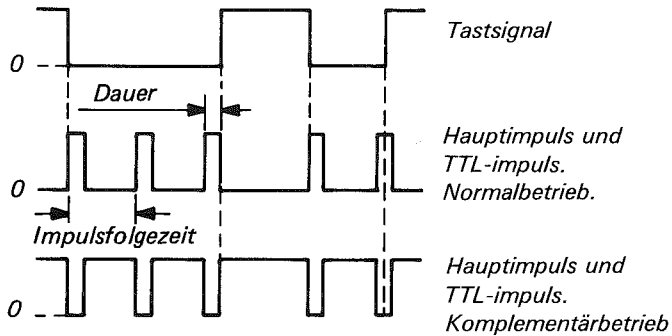 Tastsignal
0
Dauer
Hauptimpuls und
TTL-impuls.
Normalbetrieb.
0
Impulsfolgezeit
Hauptimpuls und
TTL-impuls.
Komplementärbetrieb
0